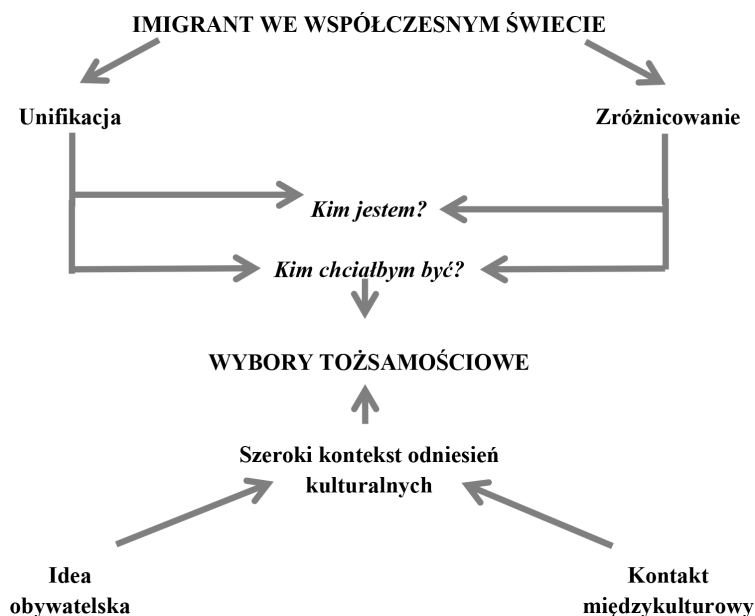 IMIGRANT WE WSPÓŁCZESNYM ŚWIECIE
Unifikacja
Zróżnicowanie
Kim jestem?
Kim chciałbym być?
WYBORY TOŻSAMOŚCIOWE
Szeroki kontekst odniesień
kulturalnych
Idea
obywatelska
Kontakt
międzykulturowy